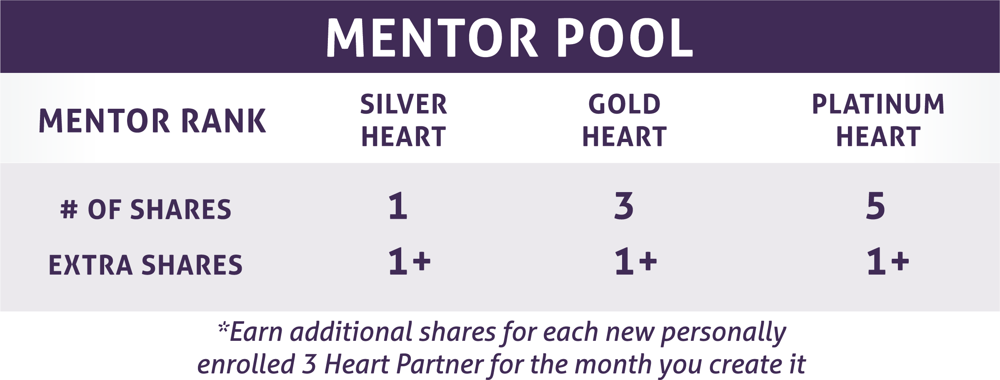 MENTOR POOL
MENTOR RANK
SILVER
HEART
GOLD
HEART
PLATINUM
HEART
# OF SHARES 1 3 5
EXTRA SHARES 1+ 1+ 1+
*Earn additional shares for each new personally
enrolled 3 Heart Partner for the month you create it